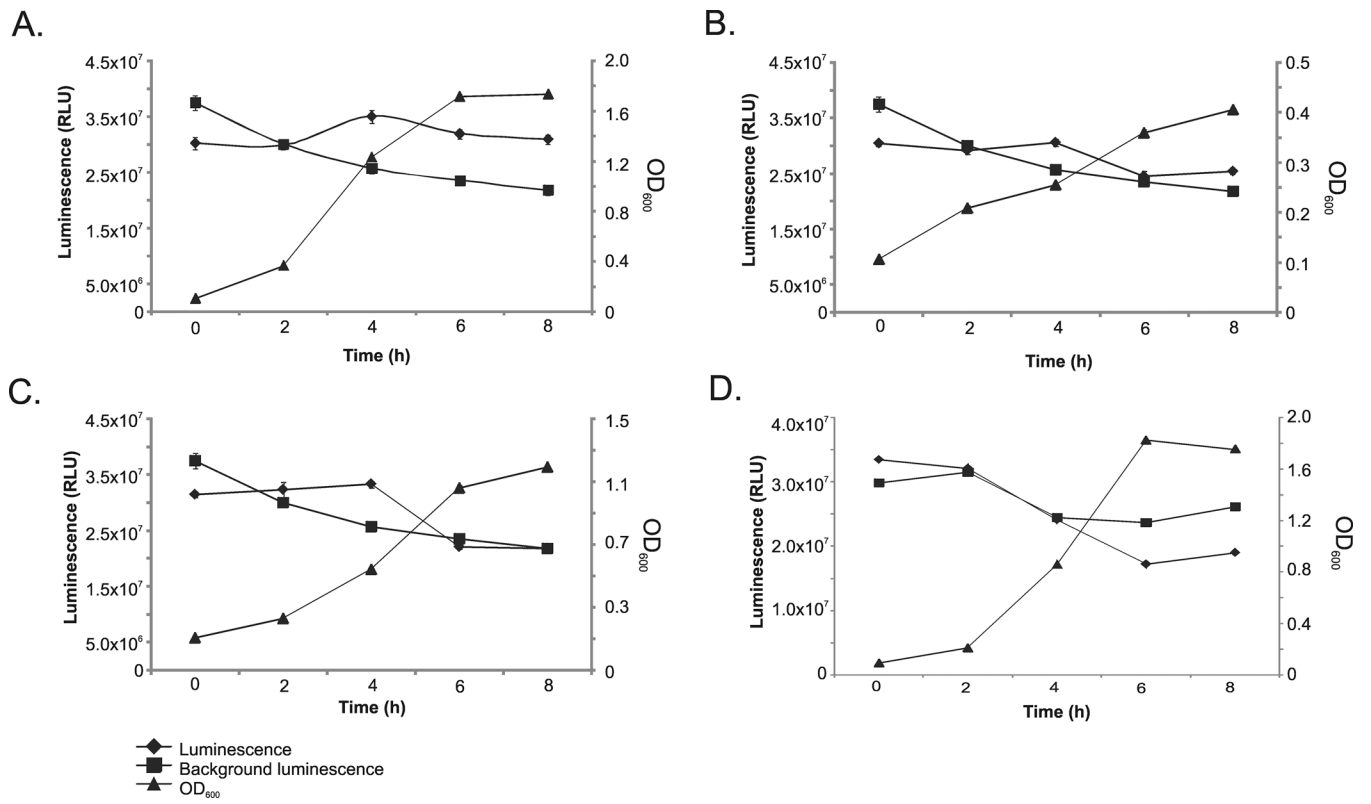 A.
4.5x10⁷
3.5x10⁷
2.5x10⁷
1.5x10⁷
5.0x10⁶
0
Luminescence (RLU)
2.0
1.6
1.2
0.8
0.4
0
OD₆₀₀
0 2 4 6 8
Time (h)
B.
4.5x10⁷
3.5x10⁷
2.5x10⁷
1.5x10⁷
5.0x10⁶
0
Luminescence (RLU)
0.5
0.4
0.3
0.2
0.1
0
OD₆₀₀
0 2 4 6 8
Time (h)
C.
4.5x10⁷
3.5x10⁷
2.5x10⁷
1.5x10⁷
5.0x10⁶
0
Luminescence (RLU)
1.5
1.1
0.7
0.3
0
OD₆₀₀
0 2 4 6 8
Time (h)
D.
4.0x10⁷
3.0x10⁷
2.0x10⁷
1.0x10⁷
0
Luminescence (RLU)
2.0
1.6
1.2
0.8
0.4
0
OD₆₀₀
0 2 4 6 8
Time (h)
Luminescence
Background luminescence
OD₆₀₀